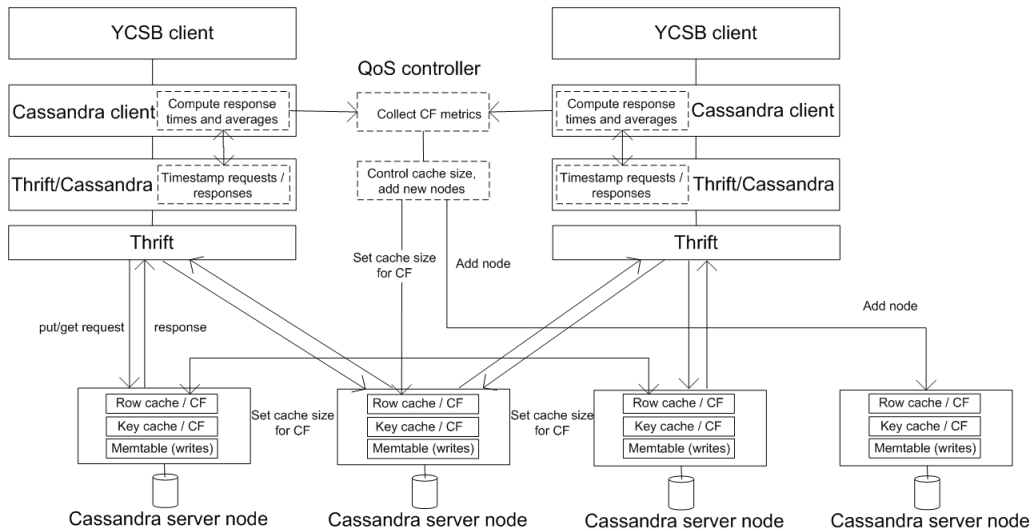 YCSB client
YCSB client
QoS controller
Cassandra client
Compute response
times and averages
Collect CF metrics
Compute response
times and averages
Cassandra client
Thrift/Cassandra
Timestamp requests /
responses
Control cache size,
add new nodes
Timestamp requests /
responses
Thrift/Cassandra
Thrift
Thrift
Set cache size
for CF
Add node
Add node
put/get request
response
Row cache / CF
Key cache / CF
Memtable (writes)
Set cache size
for CF
Row cache / CF
Key cache / CF
Memtable (writes)
Set cache size
for CF
Row cache / CF
Key cache / CF
Memtable (writes)
Row cache / CF
Key cache / CF
Memtable (writes)
Cassandra server node
Cassandra server node
Cassandra server node
Cassandra server node